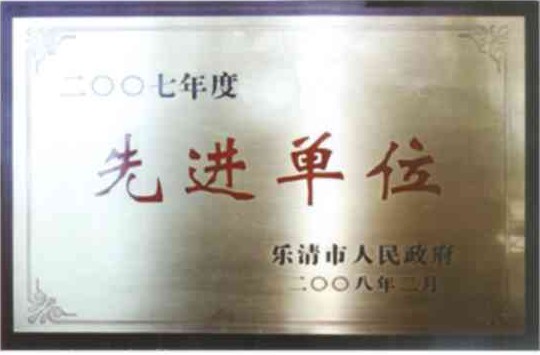 二〇〇七年度
先进单位
乐清市人民政府
二〇〇八年二月